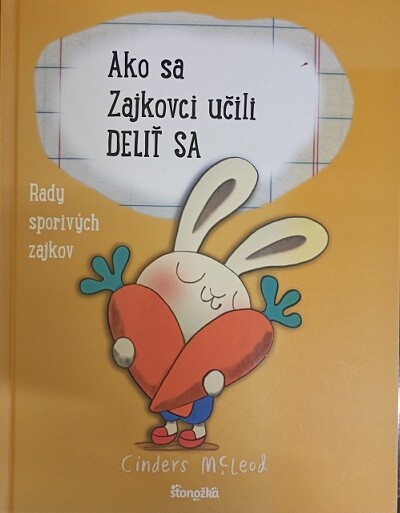 Ako sa
Zajkovci učili
DELIŤ SA
Rady
sporivých
zajkov
Cinders McLeod
stonožka